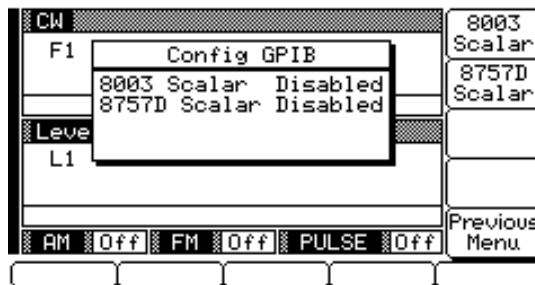 CW
F1
Config GPIB
8003 Scalar Disabled
8757D Scalar Disabled
Leve
L1
AM Off FM Off PULSE Off
8003
Scalar
8757D
Scalar
Previous
Menu